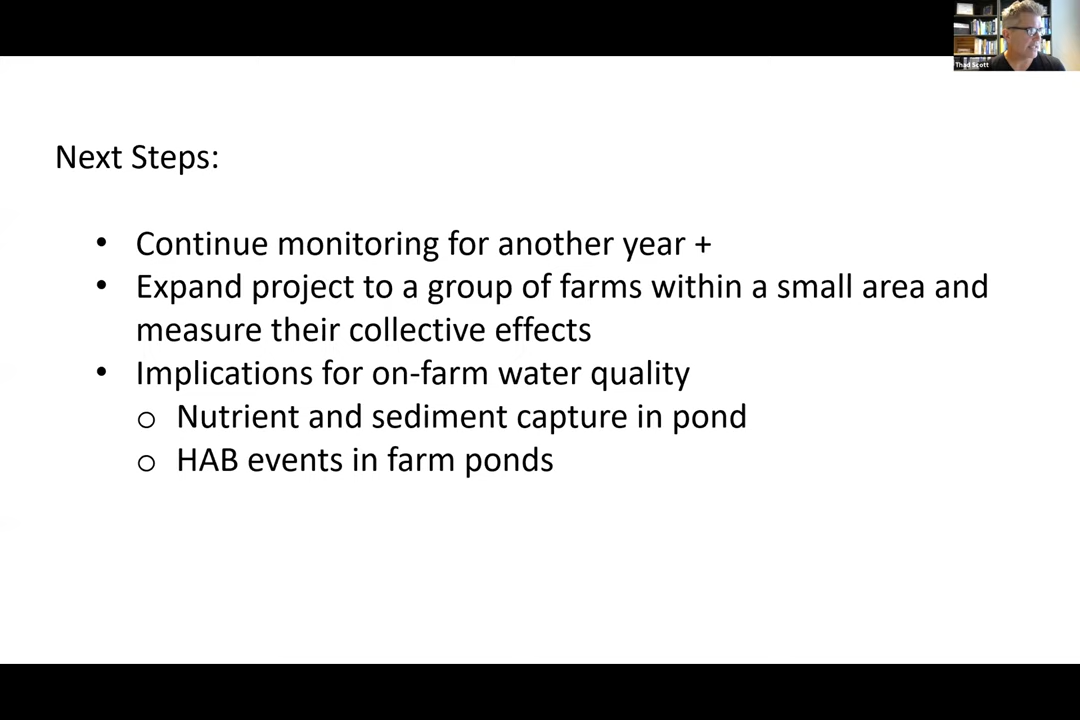 Thad Scott
Next Steps:
• Continue monitoring for another year +
• Expand project to a group of farms within a small area and
measure their collective effects
• Implications for on-farm water quality
o Nutrient and sediment capture in pond
o HAB events in farm ponds